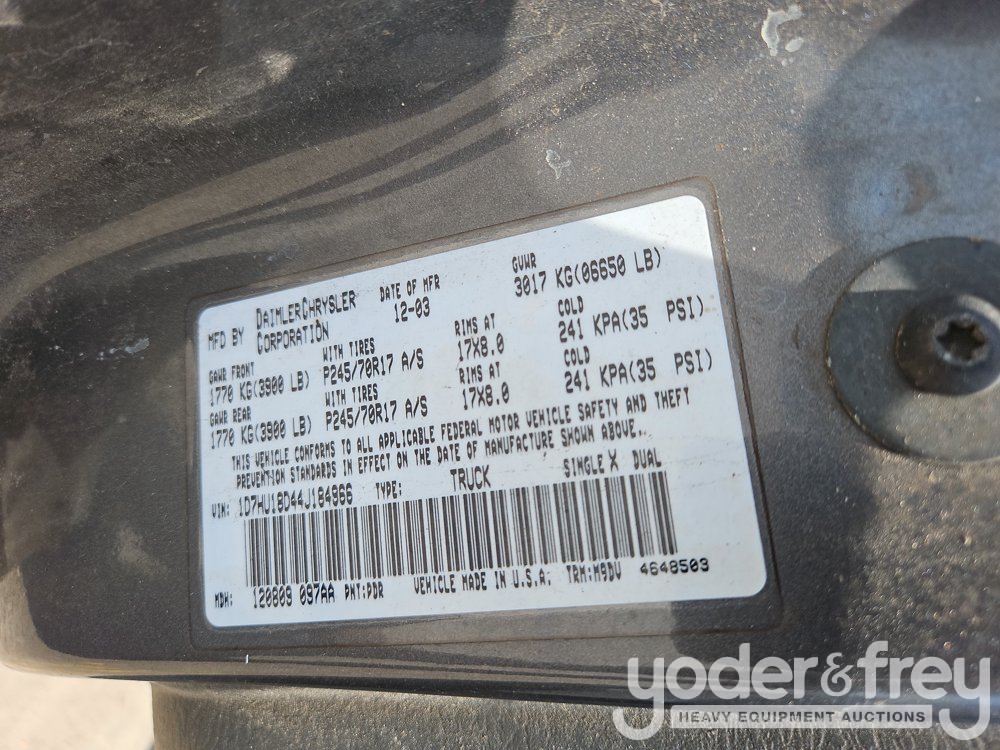 MFD BY DAIMLERCHRYSLER CORPORATION DATE OF MFR 12-03 GVWR 3017 KG(06650 LB)
GAWR FRONT WITH TIRES RIMS AT COLD
1770 KG(3900 LB) P245/70R17 A/S 17X8.0 241 KPA(35 PSI)
GAWR REAR WITH TIRES RIMS AT COLD
1770 KG(3900 LB) P245/70R17 A/S 17X8.0 241 KPA(35 PSI)
THIS VEHICLE CONFORMS TO ALL APPLICABLE FEDERAL MOTOR VEHICLE SAFETY AND THEFT
PREVENTION STANDARDS IN EFFECT ON THE DATE OF MANUFACTURE SHOWN ABOVE.
VIN: 1D7HU18D44J184966 TYPE: TRUCK SINGLE X DUAL
MDH: 120809 097AA PNT:PDR VEHICLE MADE IN U.S.A. TRM:M9DV 4648503
yoder&frey
HEAVY EQUIPMENT AUCTIONS